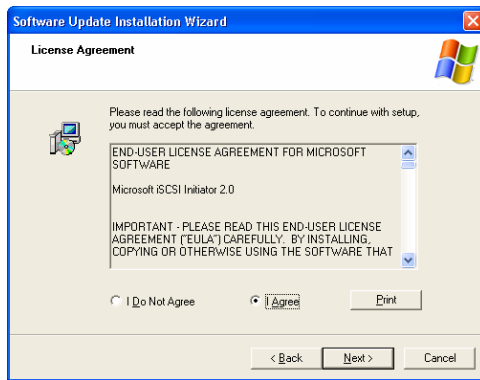 Software Update Installation Wizard
License Agreement
Please read the following license agreement. To continue with setup,
you must accept the agreement.
END-USER LICENSE AGREEMENT FOR MICROSOFT
SOFTWARE
Microsoft iSCSI Initiator 2.0
IMPORTANT - PLEASE READ THIS END-USER LICENSE
AGREEMENT ("EULA") CAREFULLY. BY INSTALLING,
COPYING OR OTHERWISE USING THE SOFTWARE THAT
I Do Not Agree
I Agree
Print
< Back
Next >
Cancel